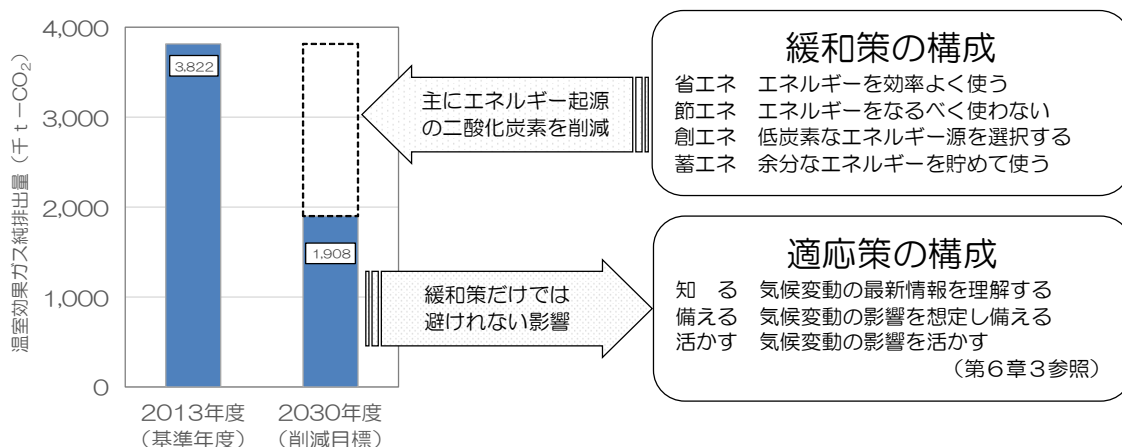 温室効果ガス純排出量（千ｔ－CO₂）
4,000
3,000
2,000
1,000
0
3,822
1,908
2013年度
（基準年度）
2030年度
（削減目標）
主にエネルギー起源
の二酸化炭素を削減
緩和策だけでは
避けれない影響
緩和策の構成
省エネ　エネルギーを効率よく使う
節エネ　エネルギーをなるべく使わない
創エネ　低炭素なエネルギー源を選択する
蓄エネ　余分なエネルギーを貯めて使う
適応策の構成
知　る　気候変動の最新情報を理解する
備える　気候変動の影響を想定し備える
活かす　気候変動の影響を活かす
（第６章３参照）